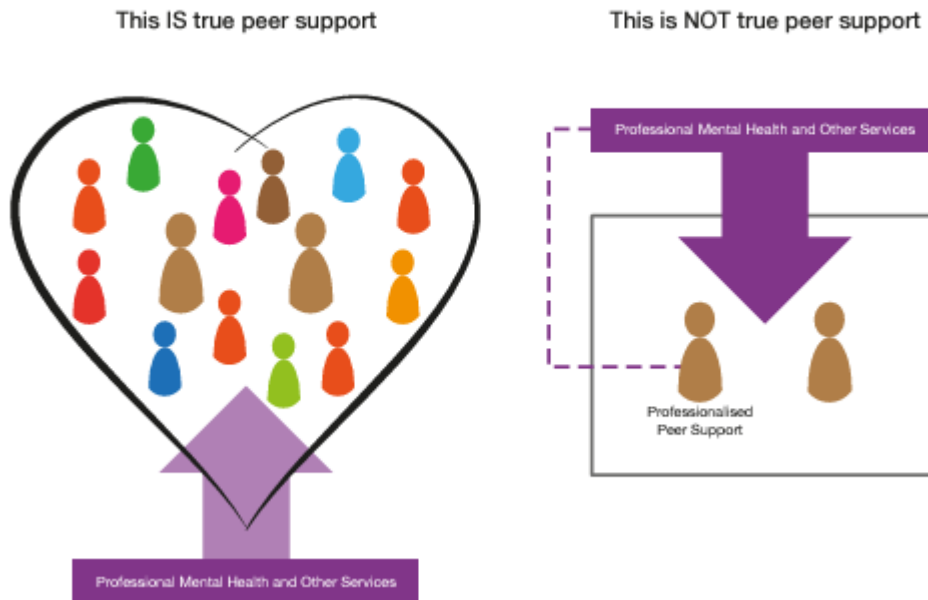 This IS true peer support
This is NOT true peer support
Professional Mental Health and Other Services
Professionalised
Peer Support
Professional Mental Health and Other Services